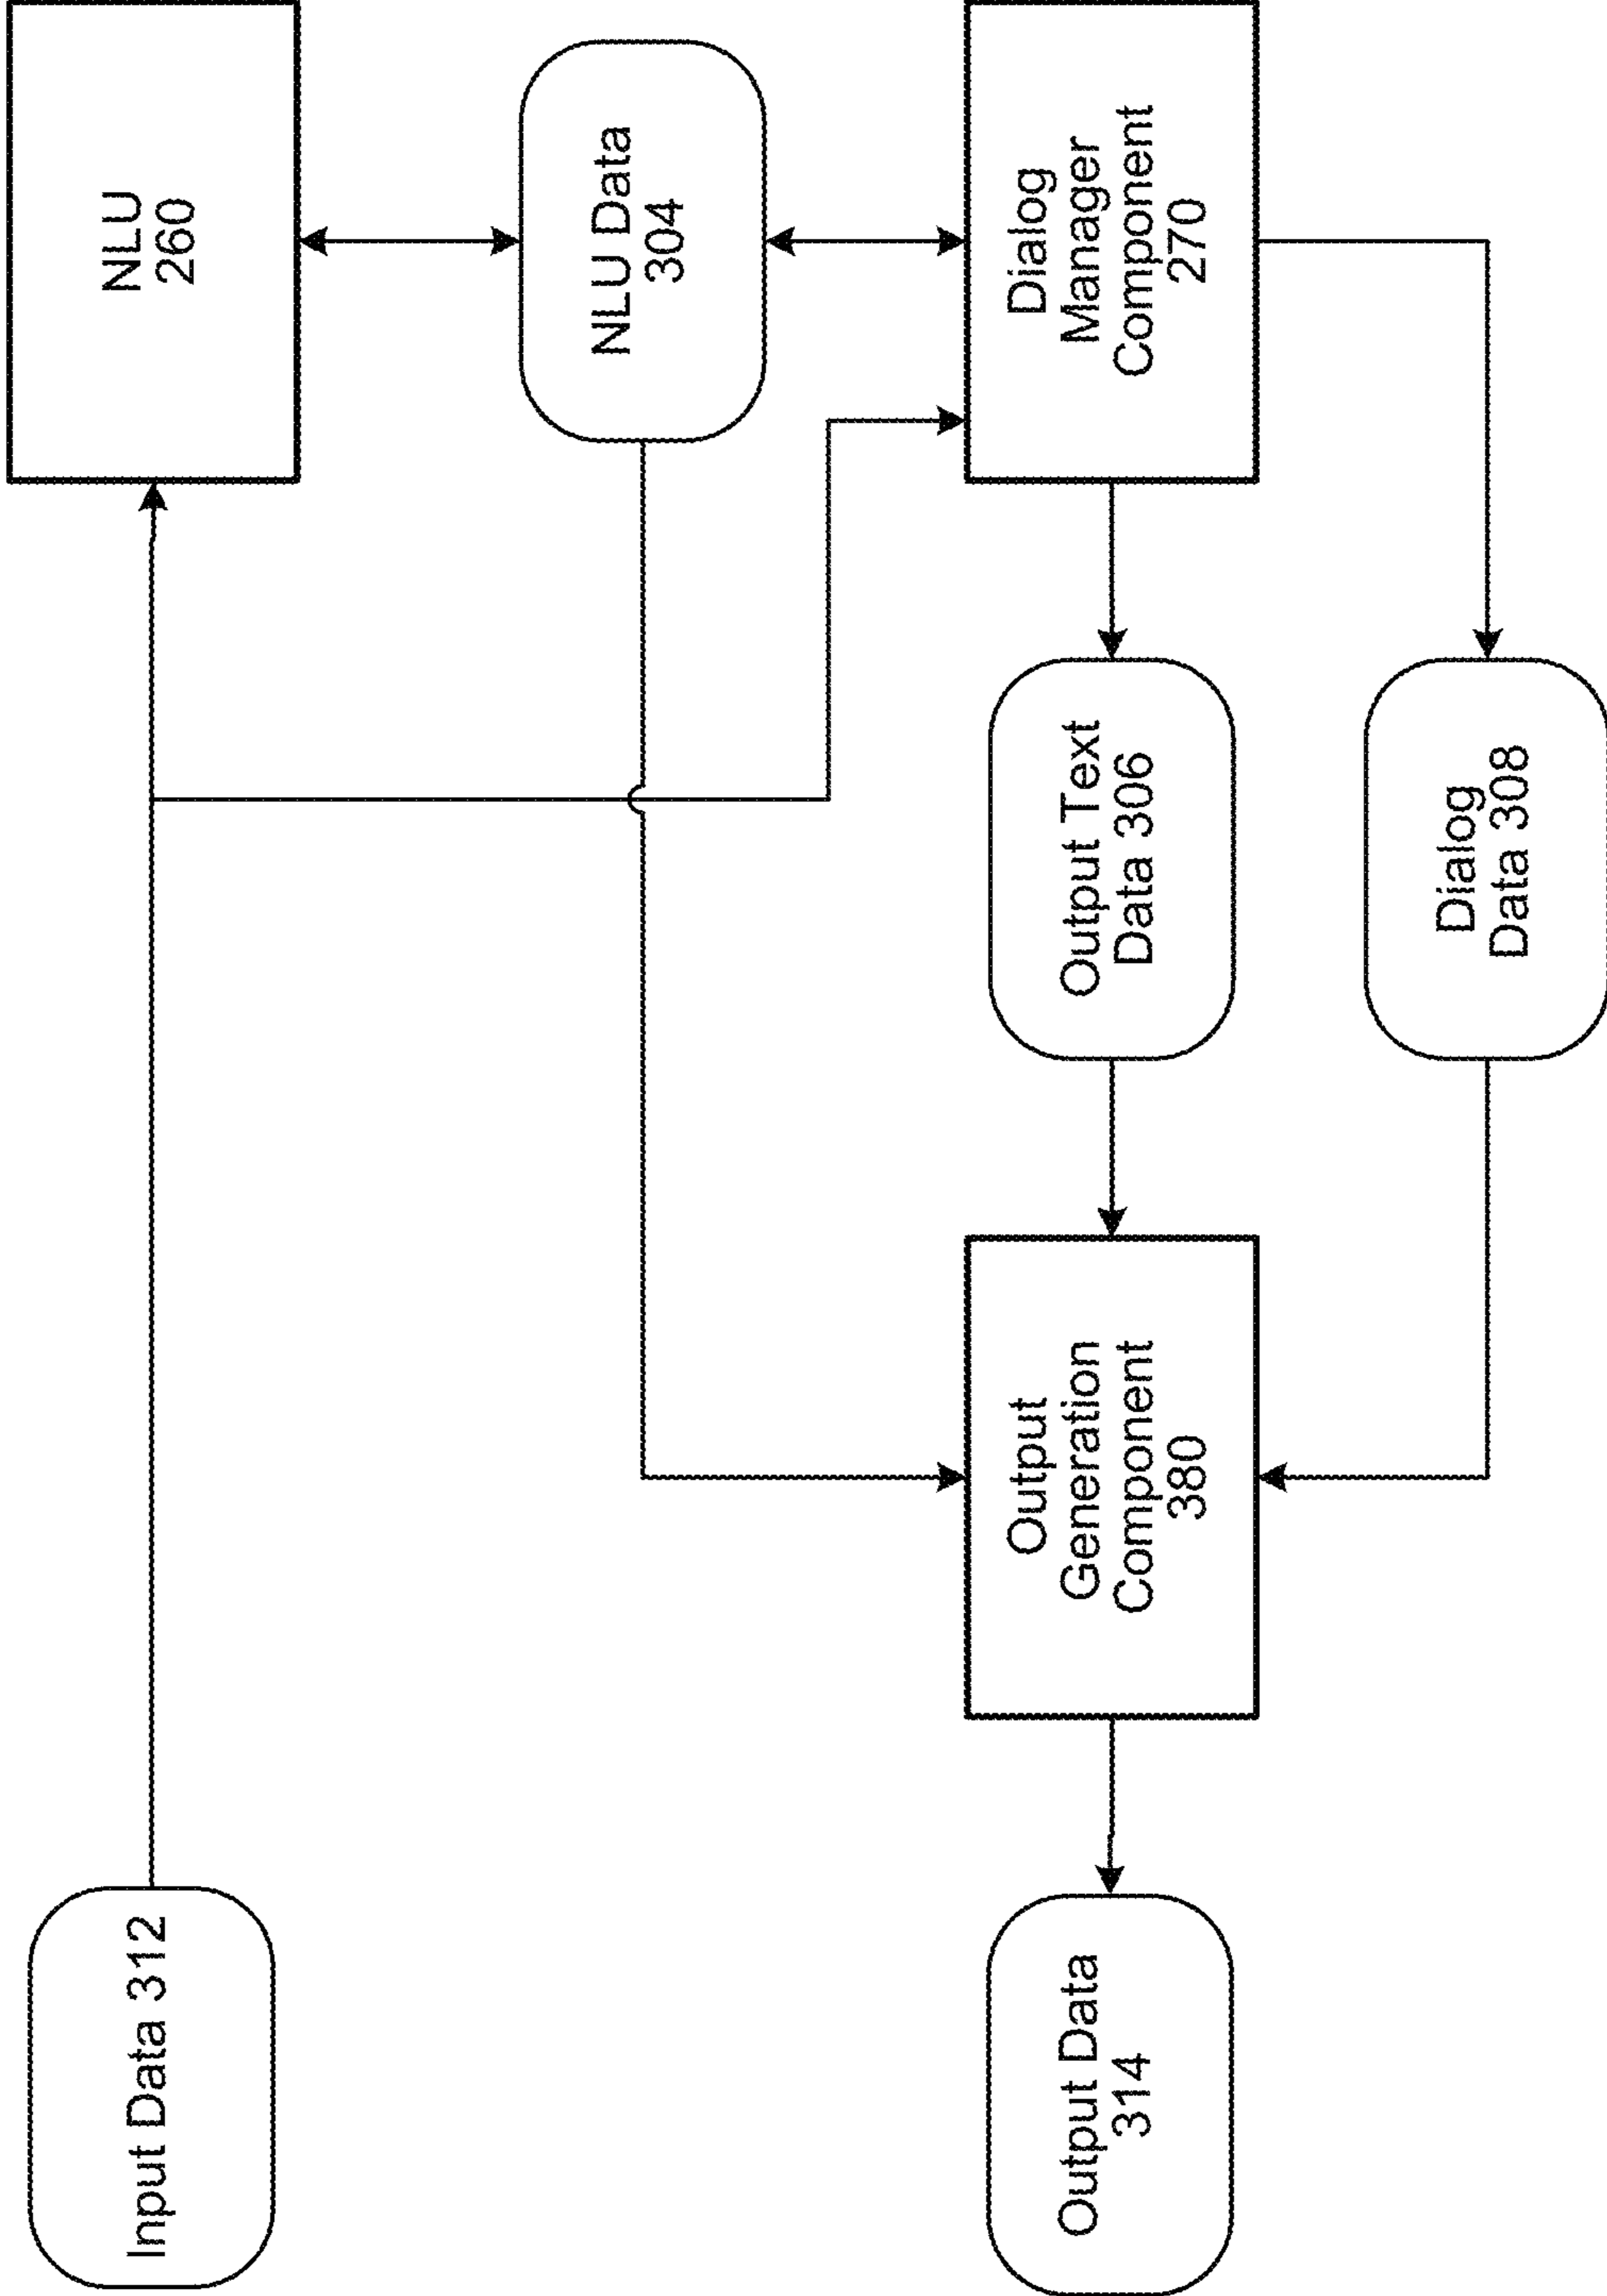 Input Data 312
NLU
260
NLU Data
304
Output Data
314
Output
Generation
Component
380
Output Text
Data 306
Dialog
Manager
Component
270
Dialog
Data 308